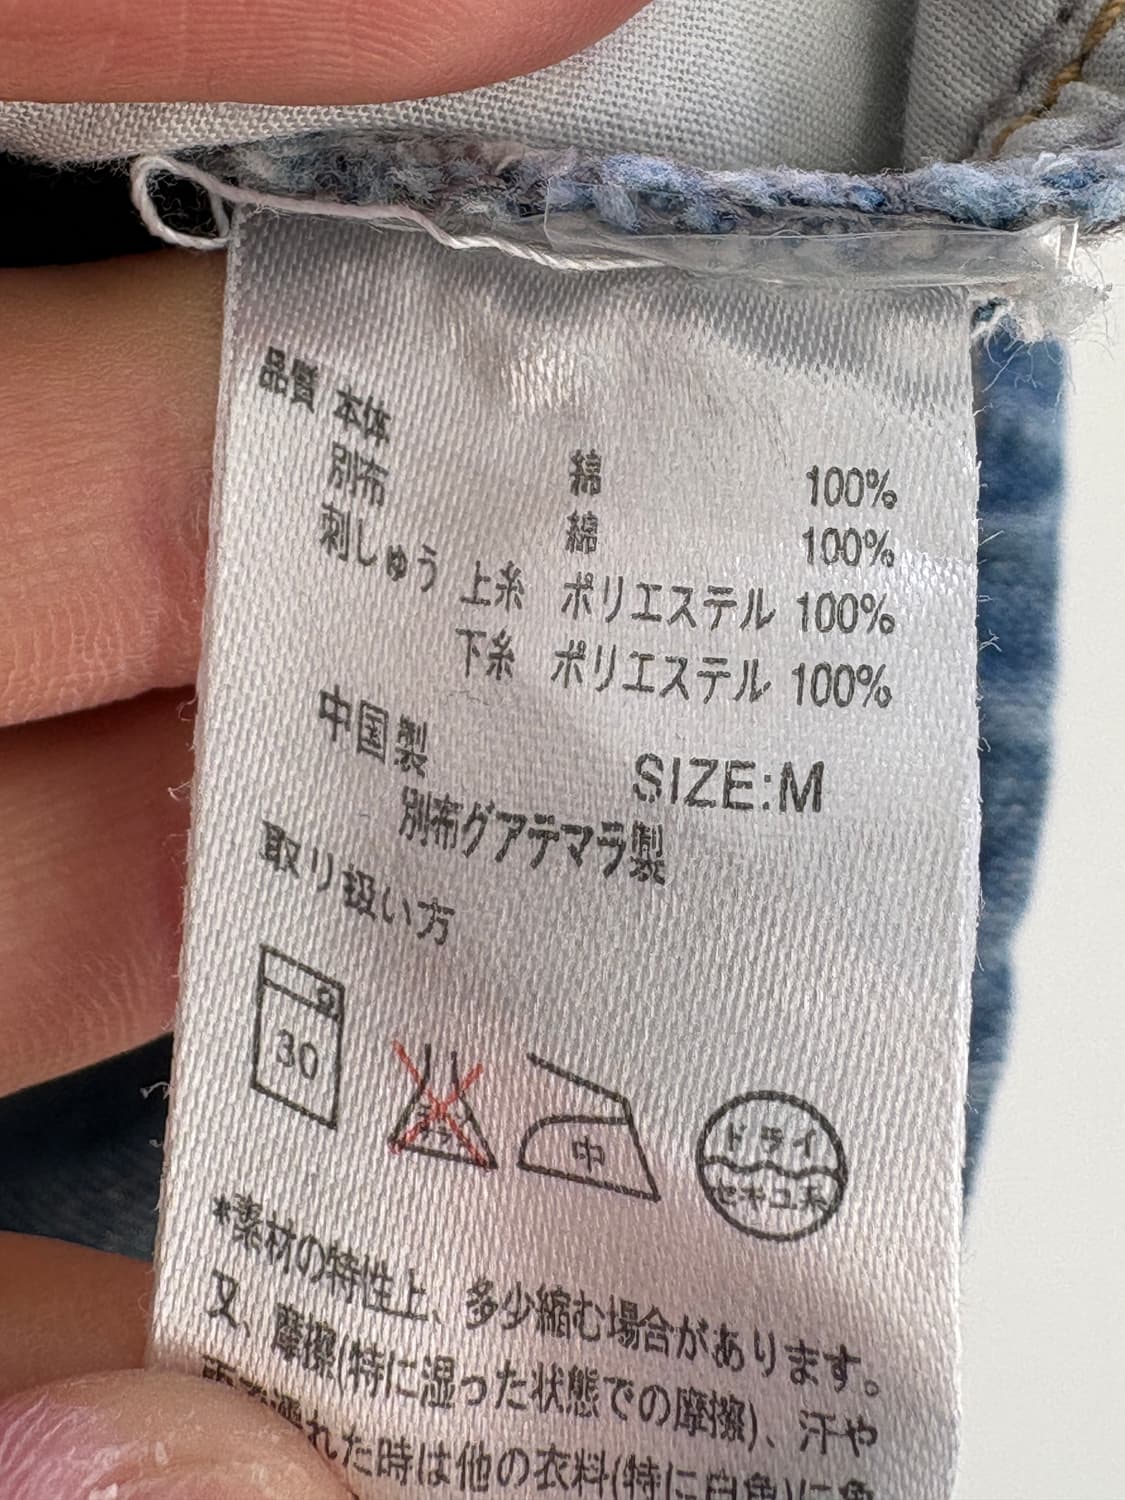 品質 本体 綿 100%
別布 綿 100%
刺しゅう 上糸 ポリエステル 100%
下糸 ポリエステル 100%
中国製 SIZE:M
別布グアテマラ製
取り扱い方
30
中
ドライ
セキユ系
*素材の特性上、多少縮む場合があります。
又、摩擦(特に湿った状態での摩擦)、汗や
れた時は他の衣料(特に白色)に色